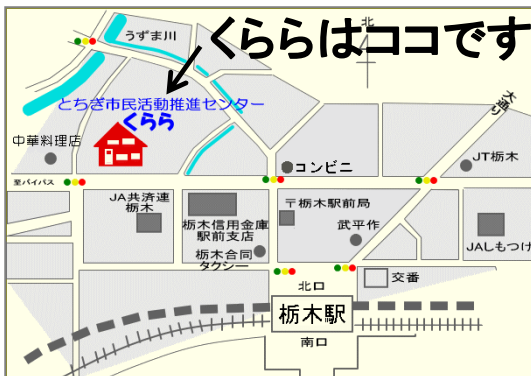 くららはココです
北
うずま川
とちぎ市民活動推進センター
くらら
大通り
中華料理店
コンビニ
JT栃木
至バイパス
JA共済連
栃木
栃木信用金庫
駅前支店
〒栃木駅前局
武平作
JAしもつけ
栃木合同
タクシー
交番
北口
栃木駅
南口